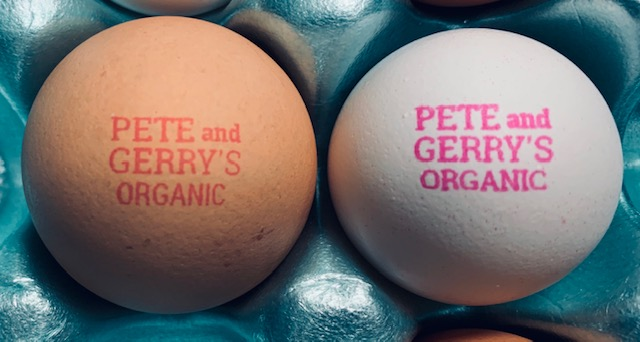 PETE and
GERRY'S
ORGANIC
PETE and
GERRY'S
ORGANIC